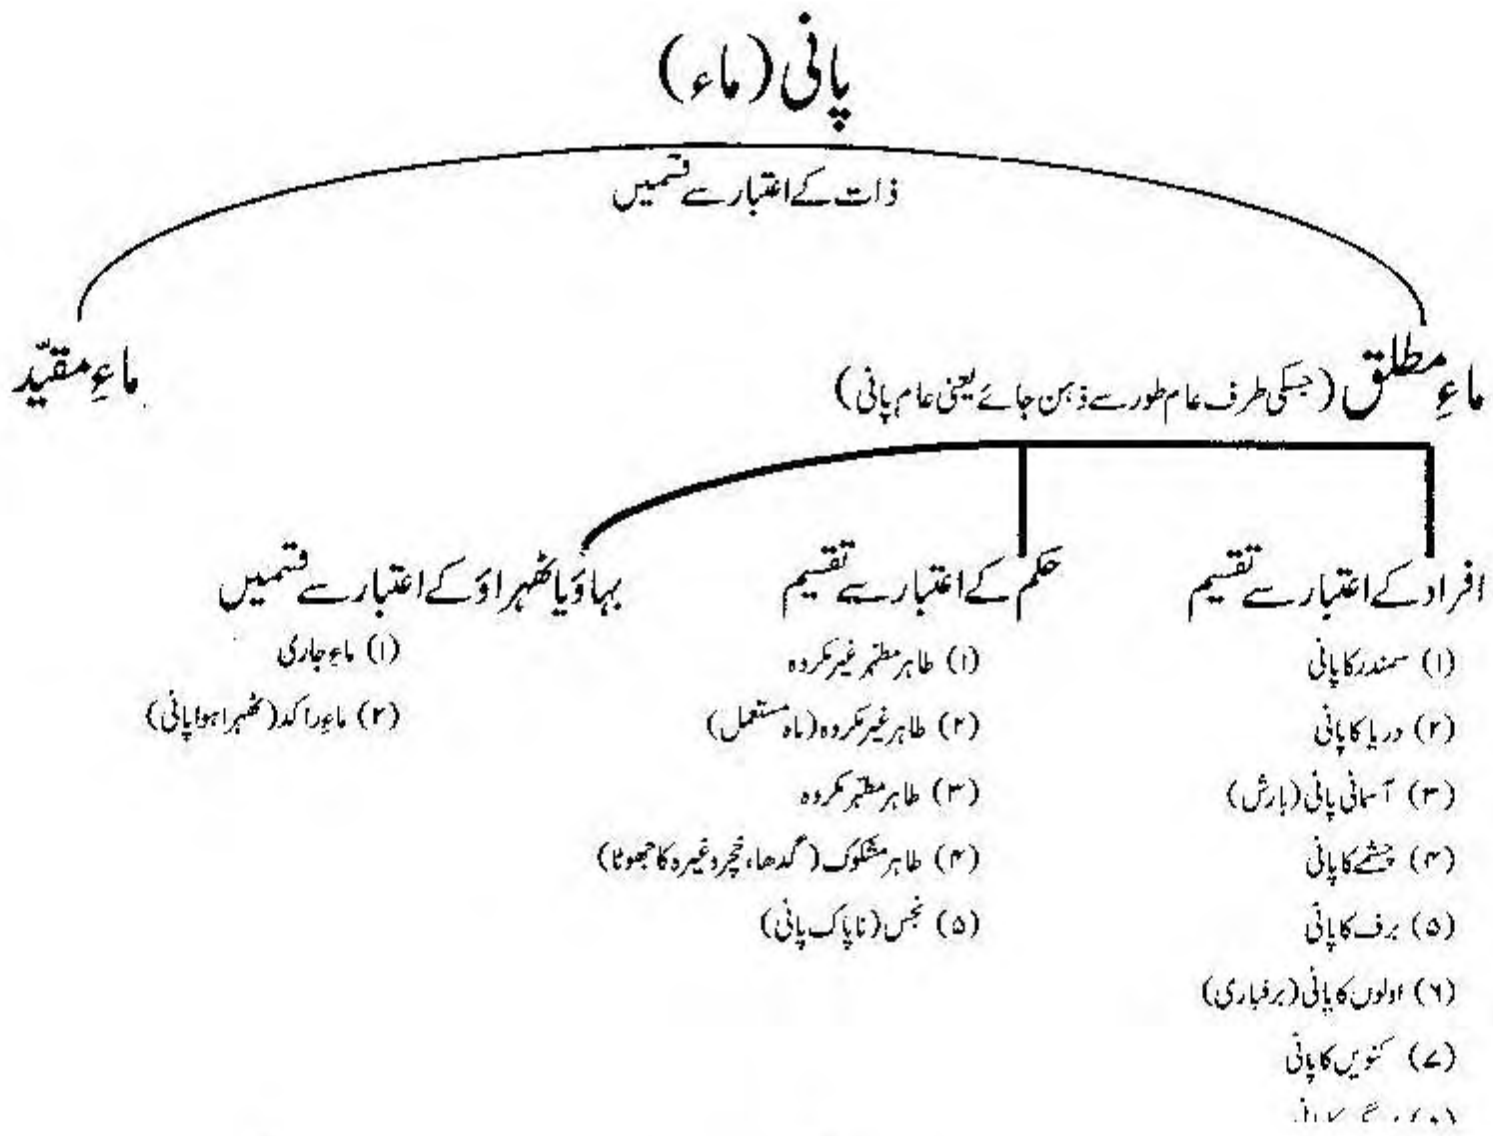 پانی (ماء)
ذات کے اعتبار سے قسمیں
ماءِ مطلق (جسکی طرف عام طور سے ذہن جائے یعنی عام پانی)
ماءِ مقیّد
افراد کے اعتبار سے تقسیم
(۱) سمندر کا پانی
(۲) دریا کا پانی
(۳) آسمانی پانی (بارش)
(۴) چشمے کا پانی
(۵) برف کا پانی
(۶) اولوں کا پانی (برفباری)
(۷) کنویں کا پانی
حکم کے اعتبار سے تقسیم
(۱) طاہر مطہر غیر مکروہ
(۲) طاہر غیر مکروہ (ماء مستعمل)
(۳) طاہر مطہر مکروہ
(۴) طاہر مشکوک (گدھا، خچر وغیرہ کا جھوٹا)
(۵) نجس (ناپاک پانی)
بہاؤ یا ٹھہراؤ کے اعتبار سے قسمیں
(۱) ماءِ جاری
(۲) ماءِ راکد (ٹھہرا ہوا پانی)